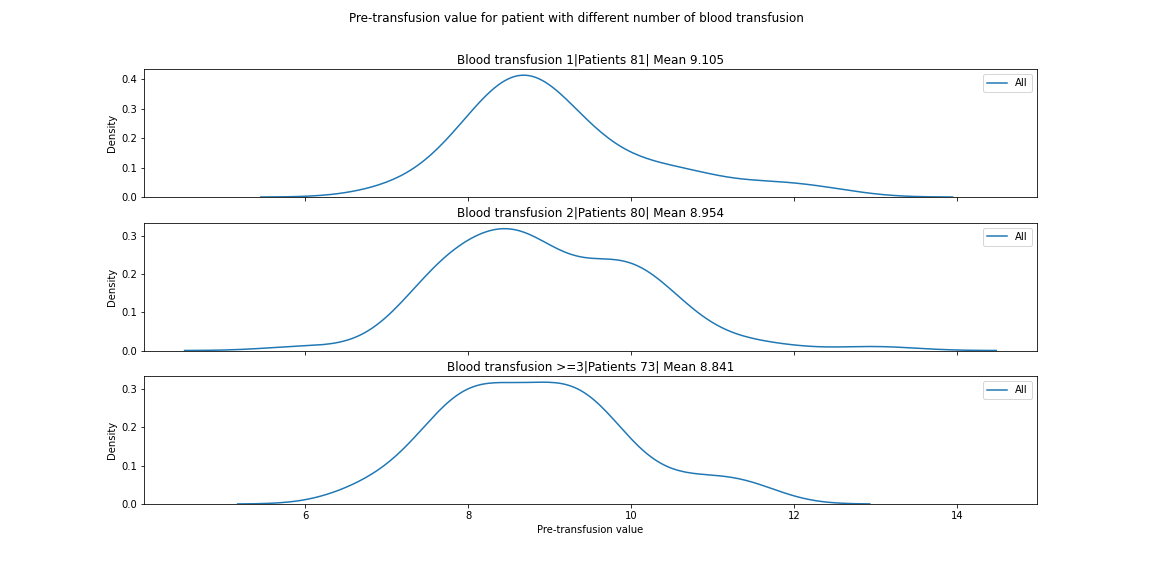 Pre-transfusion value for patient with different number of blood transfusion
Blood transfusion 1|Patients 81| Mean 9.105
All
0.4
0.3
0.2
0.1
0.0
Density
Blood transfusion 2|Patients 80| Mean 8.954
All
0.3
0.2
0.1
0.0
Density
Blood transfusion >=3|Patients 73| Mean 8.841
All
0.3
0.2
0.1
0.0
Density
6 8 10 12 14
Pre-transfusion value